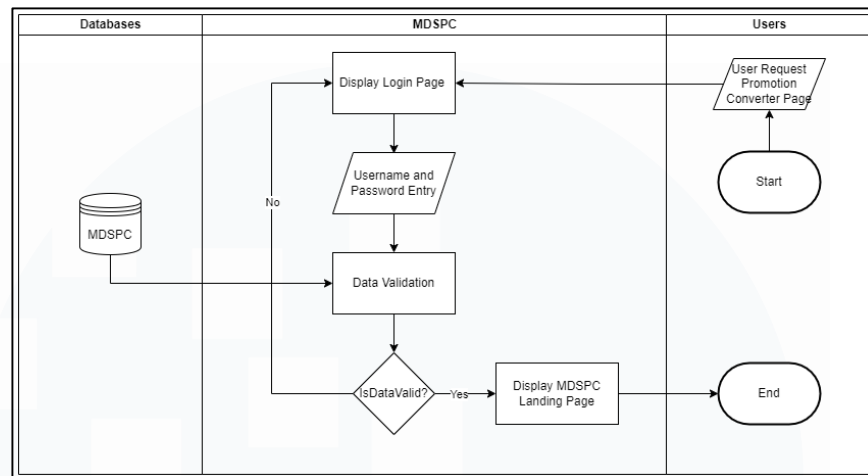 Databases
MDSPC
Users
Display Login Page
User Request
Promotion
Converter Page
Username and
Password Entry
Start
No
MDSPC
Data Validation
IsDataValid?
Yes
Display MDSPC
Landing Page
End